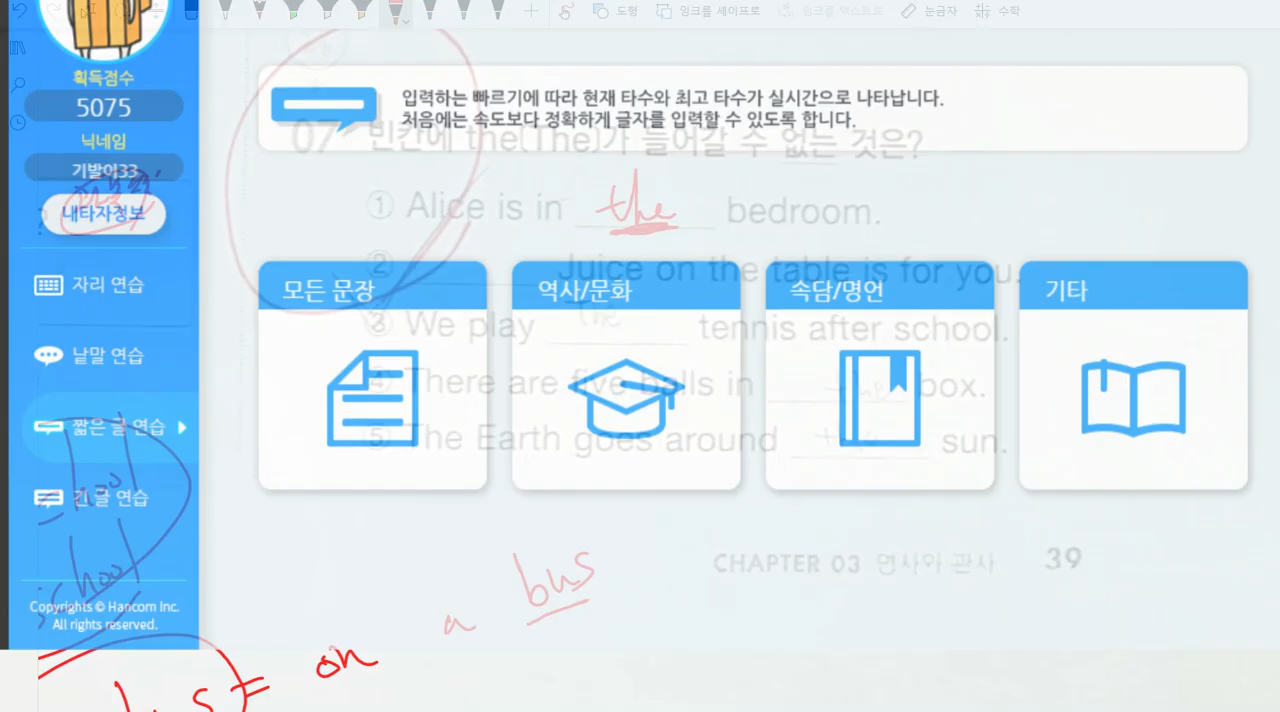 도형 잉크를 셰이프로 잉크를 텍스트로 눈금자 수학
획득점수
5075
닉네임
기발이33
내타자정보
자리 연습
낱말 연습
짧은 글 연습
긴 글 연습
Copyrights © Hancom Inc.
All rights reserved.
입력하는 빠르기에 따라 현재 타수와 최고 타수가 실시간으로 나타납니다.
처음에는 속도보다 정확하게 글자를 입력할 수 있도록 합니다.
모든 문장
역사/문화
속담/명언
기타
07 빈칸에 the(The)가 들어갈 수 없는 것은?
① Alice is in the bedroom.
② Juice on the table is for you.
③ We play The tennis after school.
④ There are five balls in the box.
⑤ The Earth goes around the sun.
CHAPTER 03 명사와 관사 39
school
a bus
on